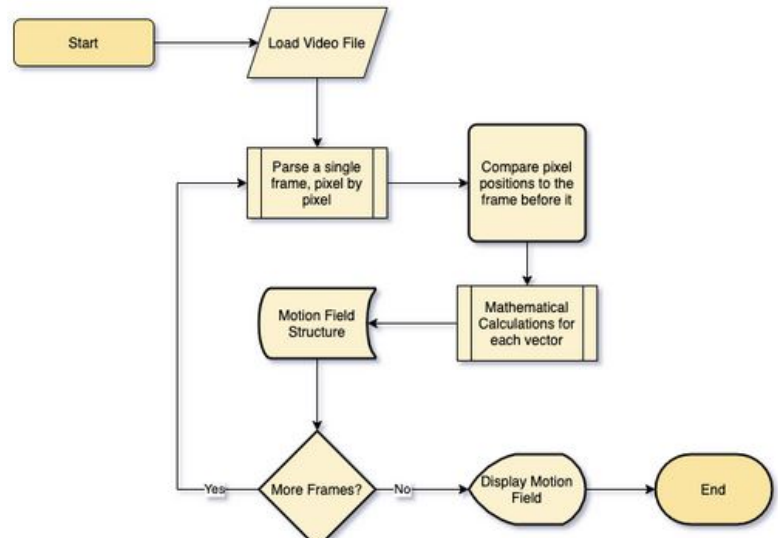 Start
Load Video File
Parse a single
frame, pixel by
pixel
Compare pixel
positions to the
frame before it
Mathematical
Calculations for
each vector
Motion Field
Structure
More Frames?
Yes
No
Display Motion
Field
End